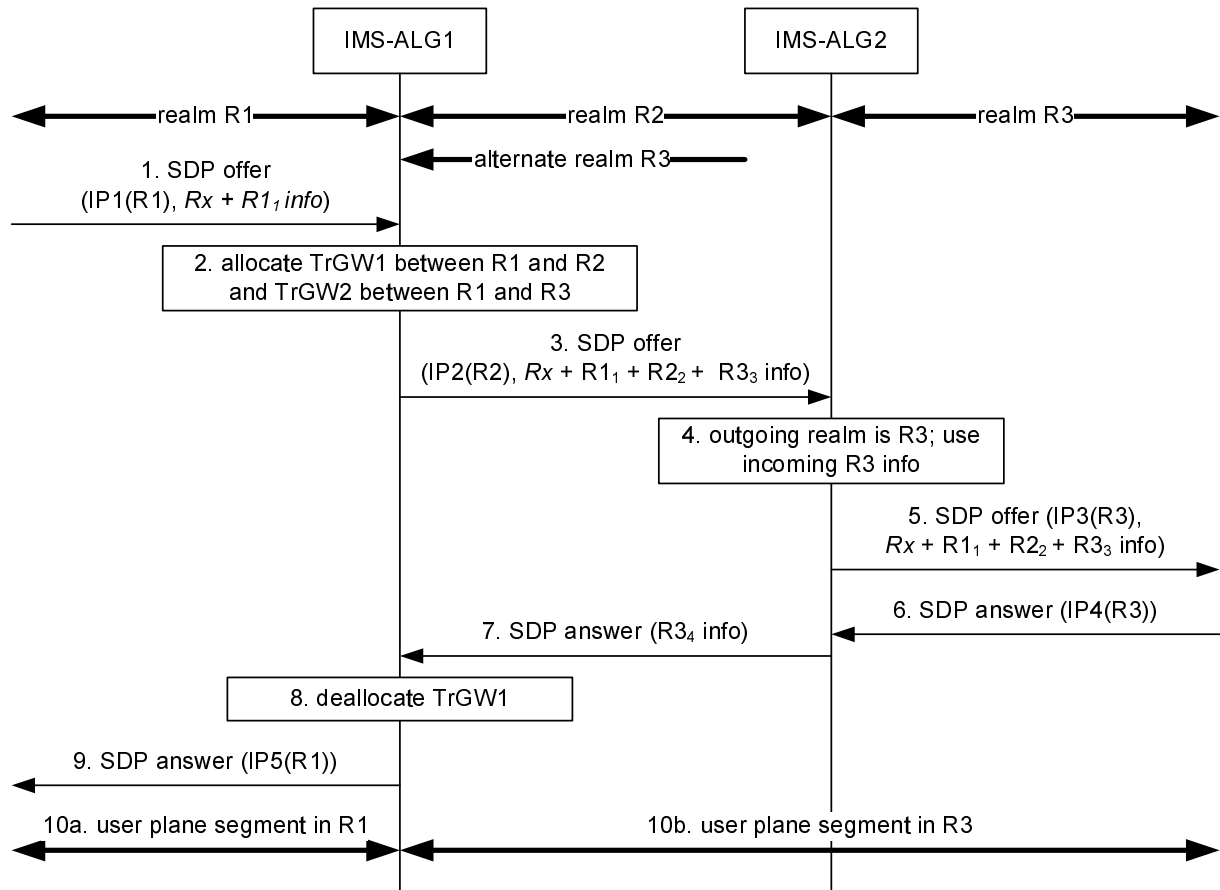 IMS-ALG1
IMS-ALG2
realm R1
realm R2
realm R3
alternate realm R3
1. SDP offer
(IP1(R1), Rx + R1₁ info)
2. allocate TrGW1 between R1 and R2
and TrGW2 between R1 and R3
3. SDP offer
(IP2(R2), Rx + R1₁ + R2₂ + R3₃ info)
4. outgoing realm is R3; use
incoming R3 info
5. SDP offer (IP3(R3),
Rx + R1₁ + R2₂ + R3₃ info)
6. SDP answer (IP4(R3))
7. SDP answer (R3₄ info)
8. deallocate TrGW1
9. SDP answer (IP5(R1))
10a. user plane segment in R1
10b. user plane segment in R3